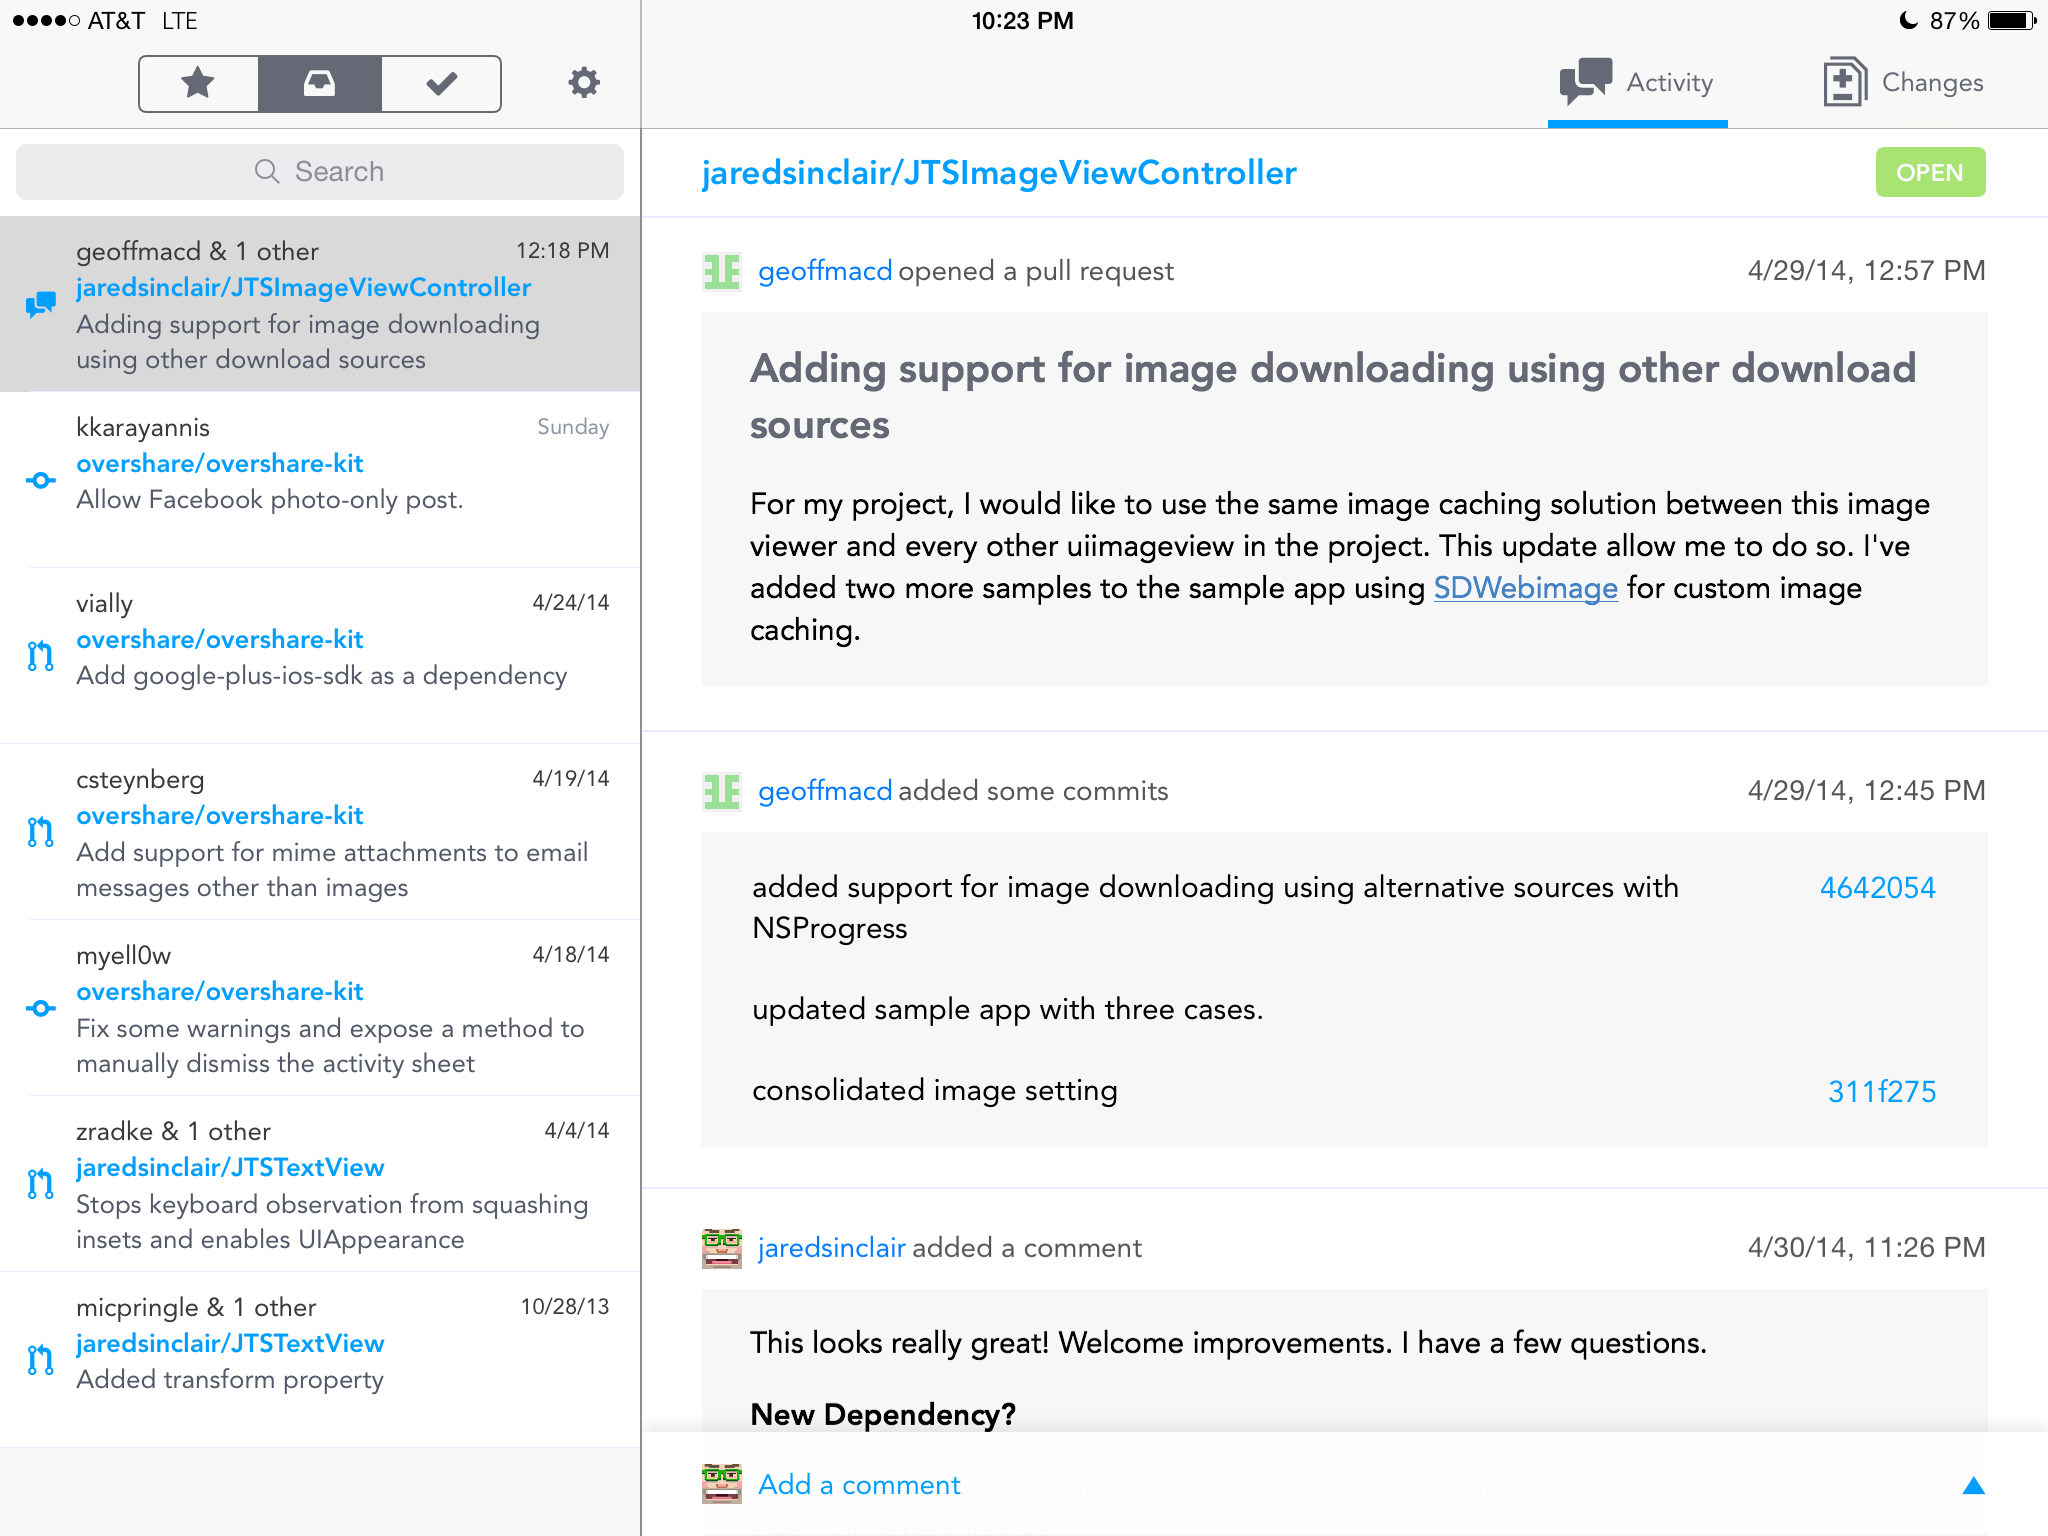 AT&T LTE
10:23 PM
87%
Activity
Changes
Search
geoffmacd & 1 other
12:18 PM
jaredsinclair/JTSImageViewController
Adding support for image downloading
using other download sources
kkarayannis
Sunday
overshare/overshare-kit
Allow Facebook photo-only post.
vially
4/24/14
overshare/overshare-kit
Add google-plus-ios-sdk as a dependency
csteynberg
4/19/14
overshare/overshare-kit
Add support for mime attachments to email
messages other than images
myell0w
4/18/14
overshare/overshare-kit
Fix some warnings and expose a method to
manually dismiss the activity sheet
zradke & 1 other
4/4/14
jaredsinclair/JTSTextView
Stops keyboard observation from squashing
insets and enables UIAppearance
micpringle & 1 other
10/28/13
jaredsinclair/JTSTextView
Added transform property
jaredsinclair/JTSImageViewController
OPEN
geoffmacd opened a pull request
4/29/14, 12:57 PM
Adding support for image downloading using other download
sources
For my project, I would like to use the same image caching solution between this image
viewer and every other uiimageview in the project. This update allow me to do so. I've
added two more samples to the sample app using SDWebimage for custom image
caching.
geoffmacd added some commits
4/29/14, 12:45 PM
added support for image downloading using alternative sources with
4642054
NSProgress
updated sample app with three cases.
consolidated image setting
311f275
jaredsinclair added a comment
4/30/14, 11:26 PM
This looks really great! Welcome improvements. I have a few questions.
New Dependency?
Add a comment